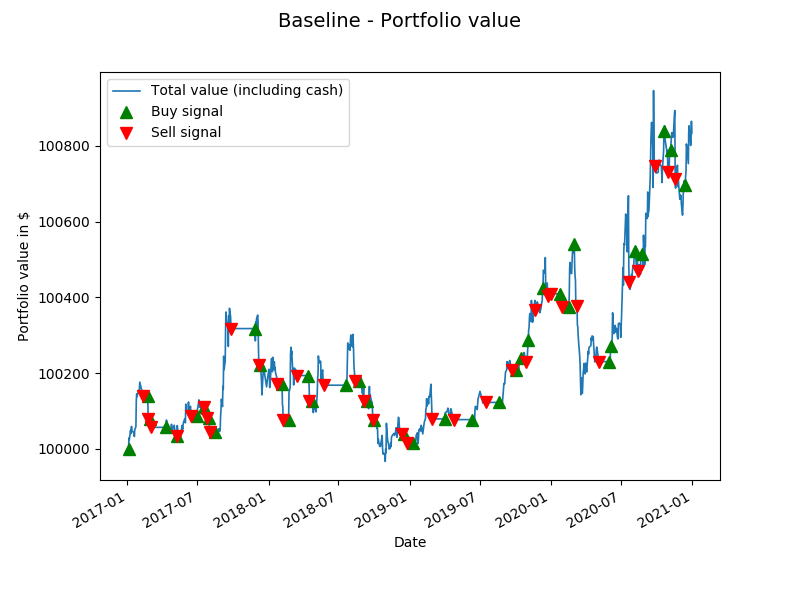 Baseline - Portfolio value
Total value (including cash)
Buy signal
Sell signal
Portfolio value in $
100800
100600
100400
100200
100000
2017-01
2017-07
2018-01
2018-07
2019-01
2019-07
2020-01
2020-07
2021-01
Date